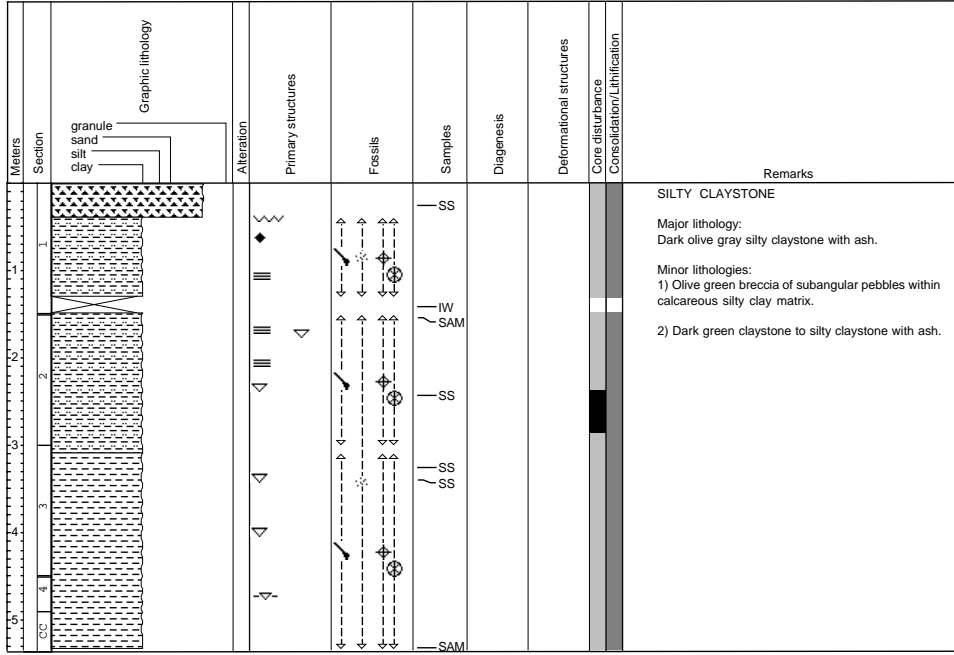 Meters
Section
Graphic lithology
granule
sand
silt
clay
Alteration
Primary structures
Fossils
Samples
Diagenesis
Deformational structures
Core disturbance
Consolidation/Lithification
Remarks
SILTY CLAYSTONE
Major lithology:
Dark olive gray silty claystone with ash.
Minor lithologies:
1) Olive green breccia of subangular pebbles within
calcareous silty clay matrix.
2) Dark green claystone to silty claystone with ash.
1
2
3
4
5
1
2
3
4
CC
SS
IW
SAM
SS
SS
SS
SAM